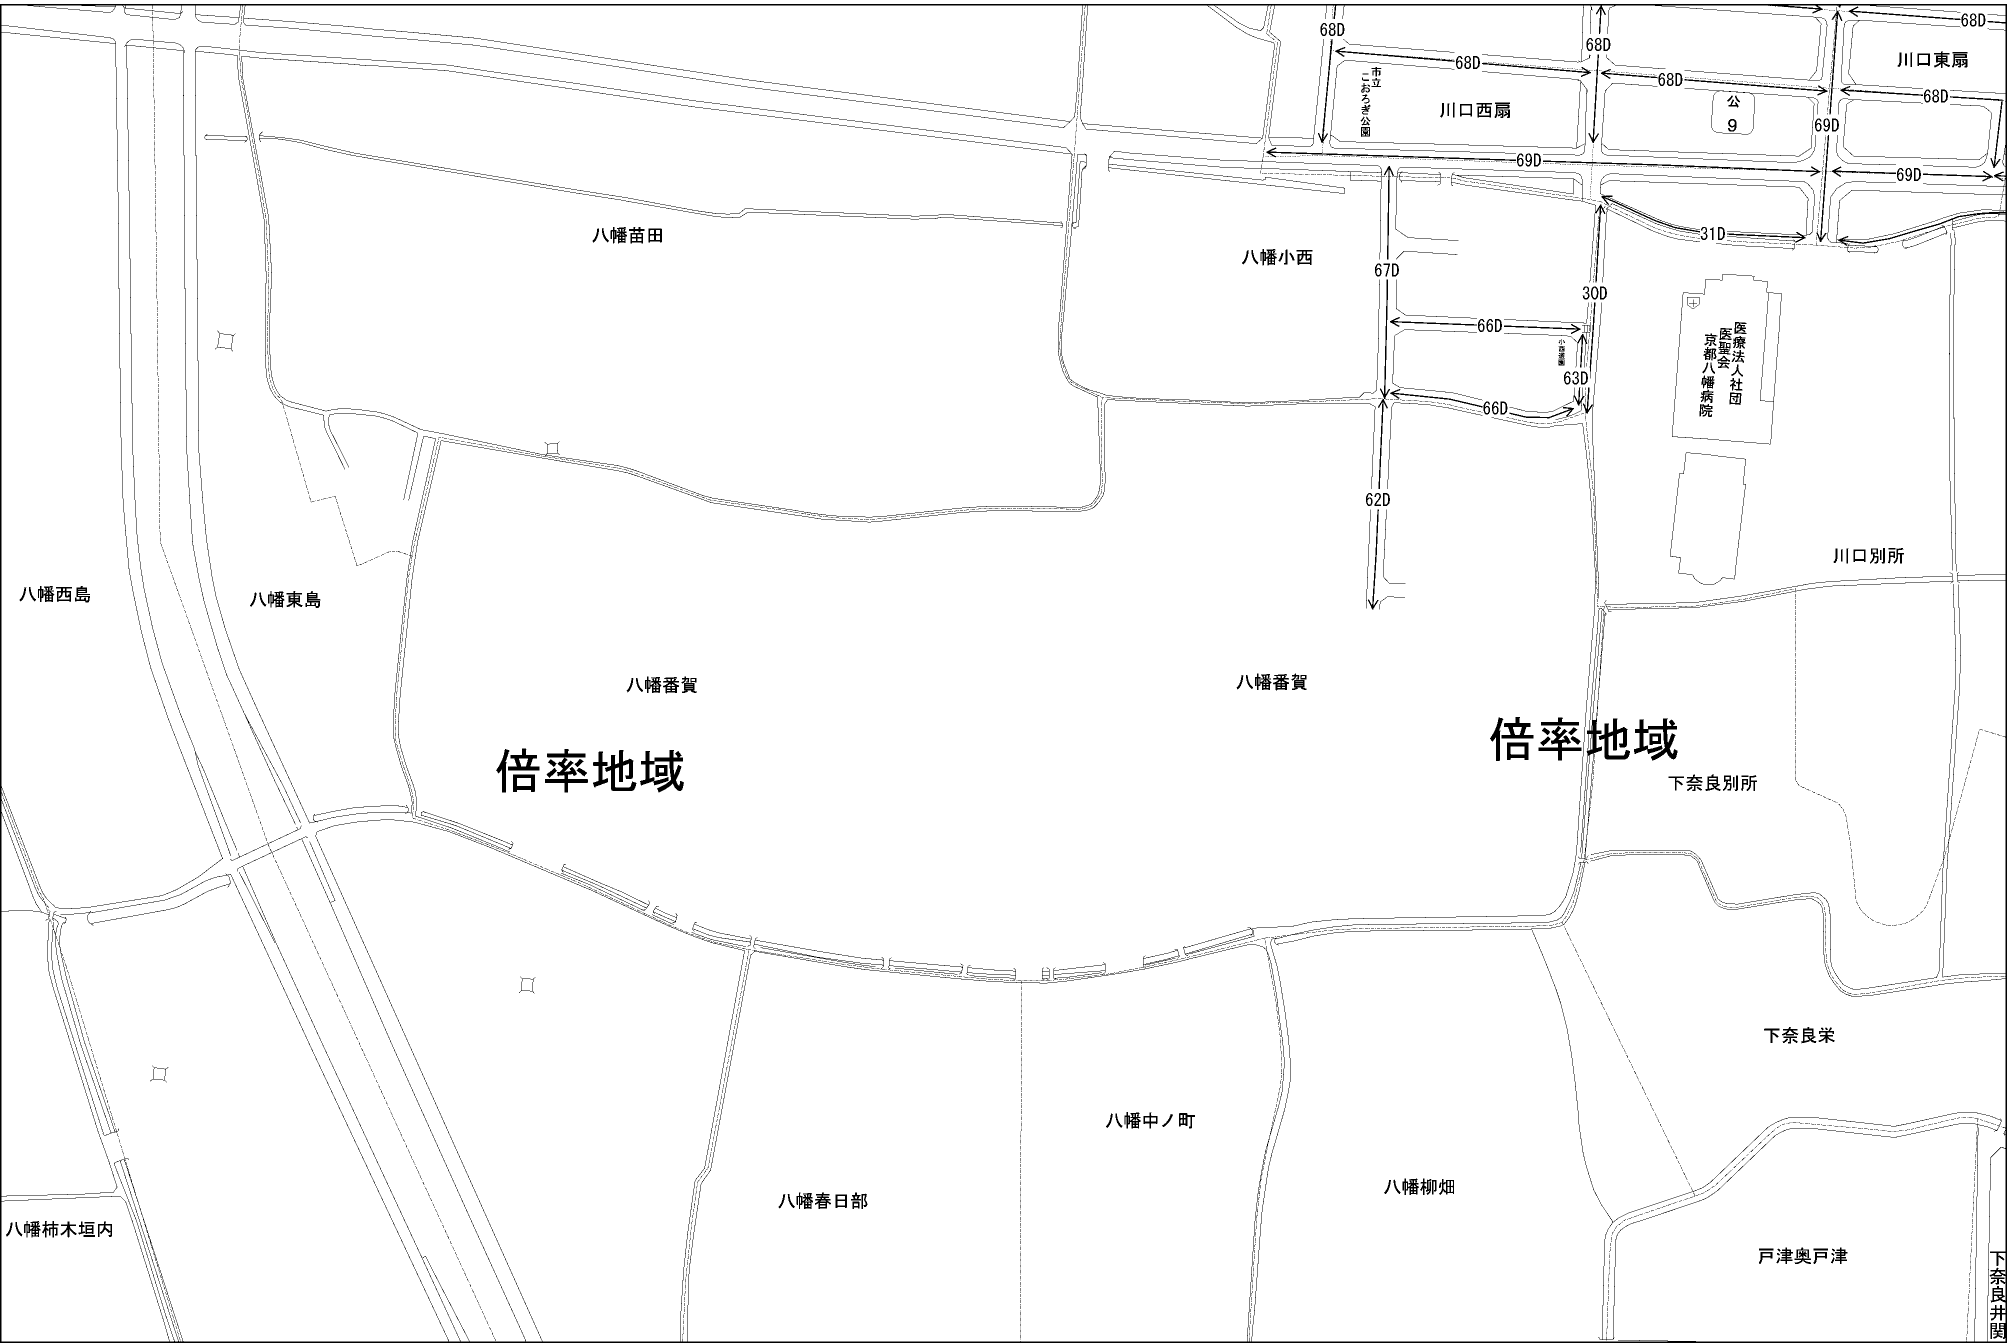 68D
68D
68D
川口東扇
68D
市立
こおろぎ公園
川口西扇
68D
公
9
68D
69D
69D
69D
八幡苗田
八幡小西
31D
67D
30D
66D
小西遊園
63D
66D
医療法人社団
医聖会
京都八幡病院
62D
川口別所
八幡西島
八幡東島
八幡番賀
八幡番賀
倍率地域
倍率地域
下奈良別所
下奈良栄
八幡中ノ町
八幡柳畑
八幡春日部
八幡柿木垣内
戸津奥戸津
下奈良井関